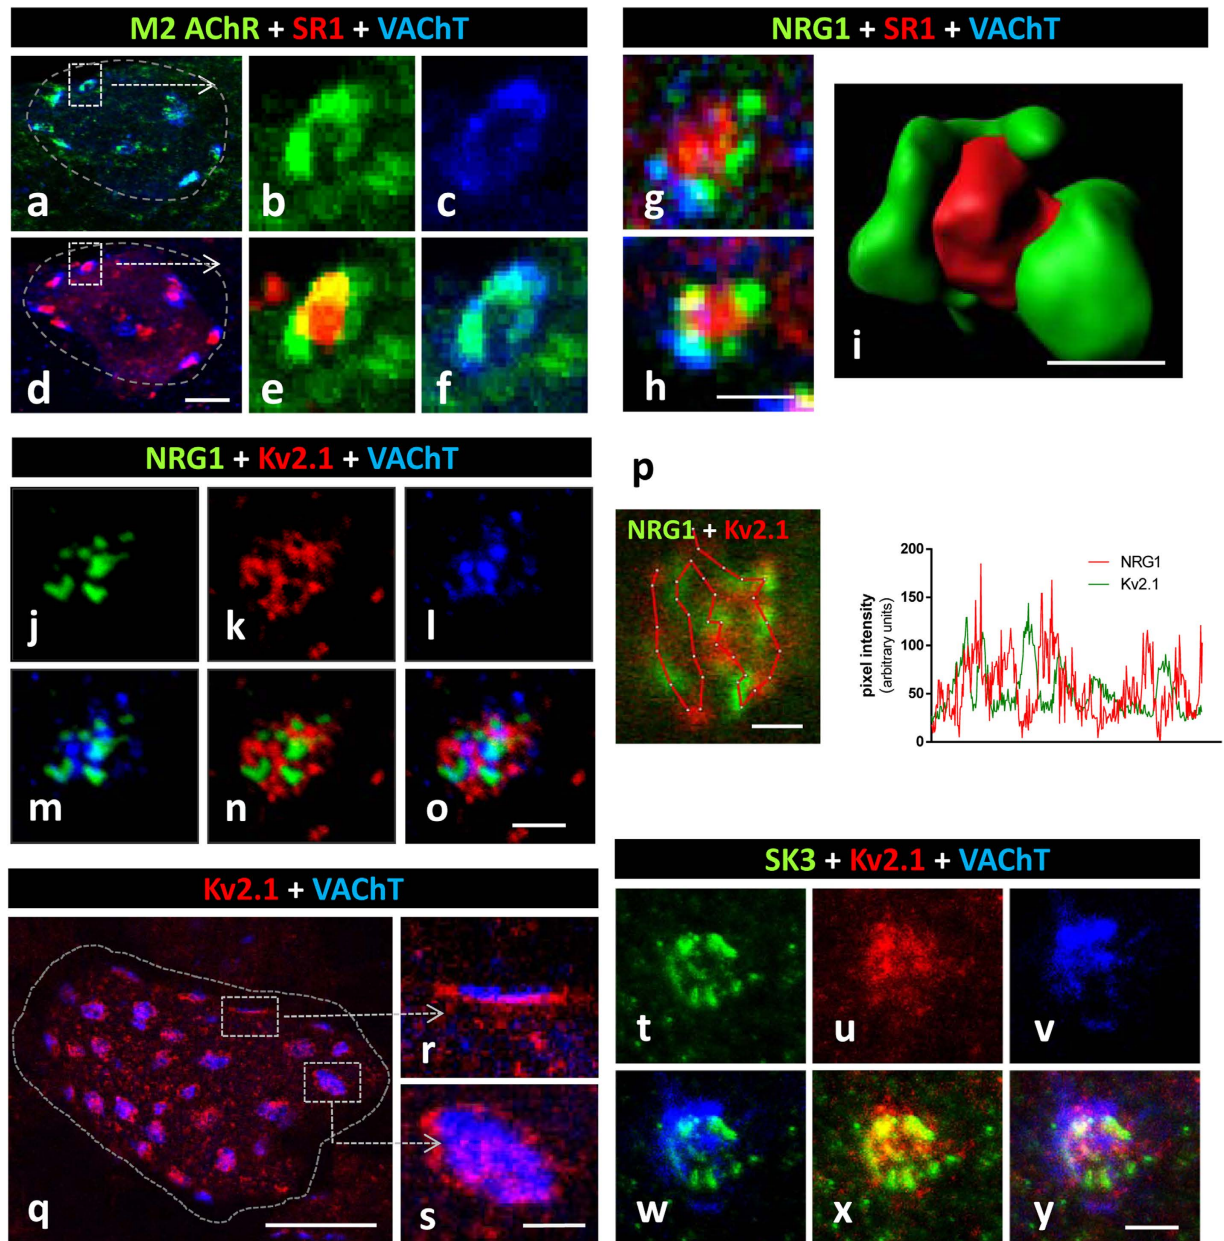 M2 AChR + SR1 + VAChT
a
b
c
d
e
f
NRG1 + SR1 + VAChT
g
h
i
NRG1 + Kv2.1 + VAChT
j
k
l
m
n
o
p
NRG1 + Kv2.1
200
150
100
50
0
pixel intensity
(arbitrary units)
NRG1
Kv2.1
Kv2.1 + VAChT
q
r
s
SK3 + Kv2.1 + VAChT
t
u
v
w
x
y